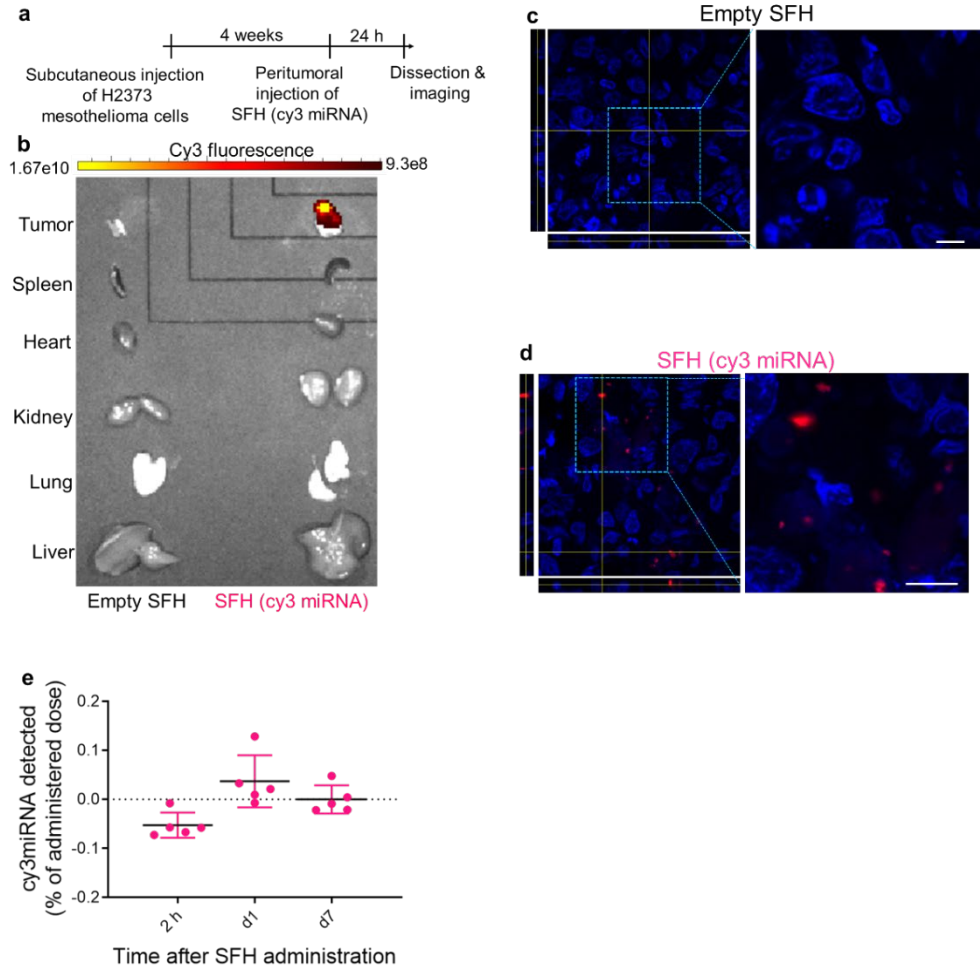 a
4 weeks
24 h
Subcutaneous injection
of H2373
mesothelioma cells
Peritumoral
injection of
SFH (cy3 miRNA)
Dissection &
imaging
b
Cy3 fluorescence
1.67e10
9.3e8
Tumor
Spleen
Heart
Kidney
Lung
Liver
Empty SFH
SFH (cy3 miRNA)
c
Empty SFH
d
SFH (cy3 miRNA)
e
cy3miRNA detected
(% of administered dose)
0.2
0.1
0.0
-0.1
-0.2
2 h
d1
d7
Time after SFH administration